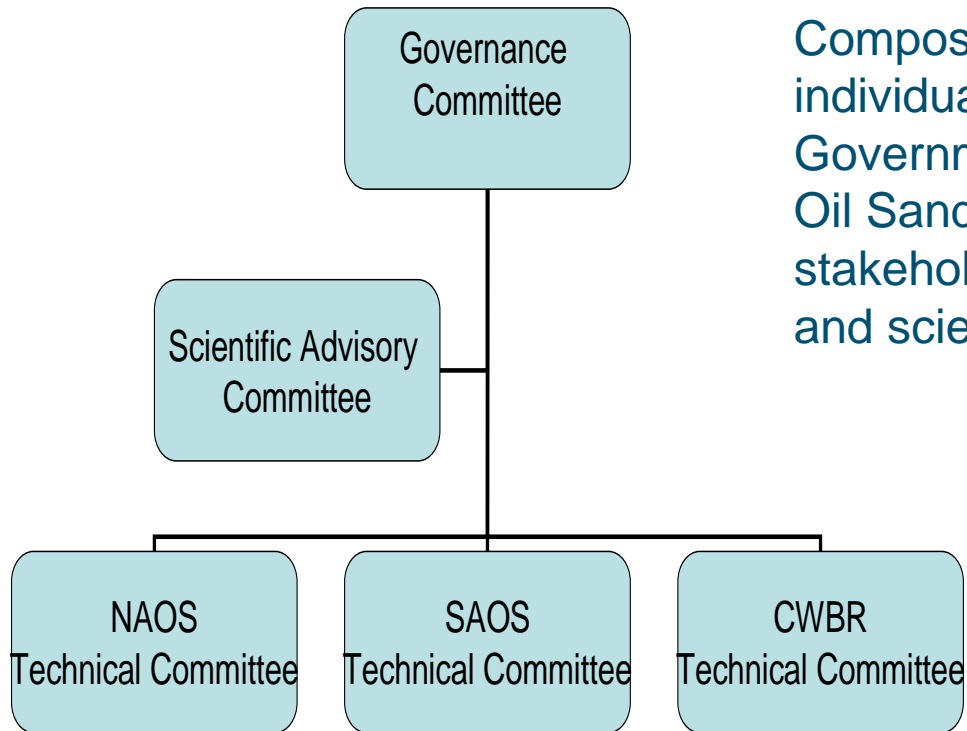 Governance
Committee
Compos
individua
Governm
Oil Sanc
stakehol
and scie
Scientific Advisory
Committee
NAOS
Technical Committee
SAOS
Technical Committee
CWBR
Technical Committee